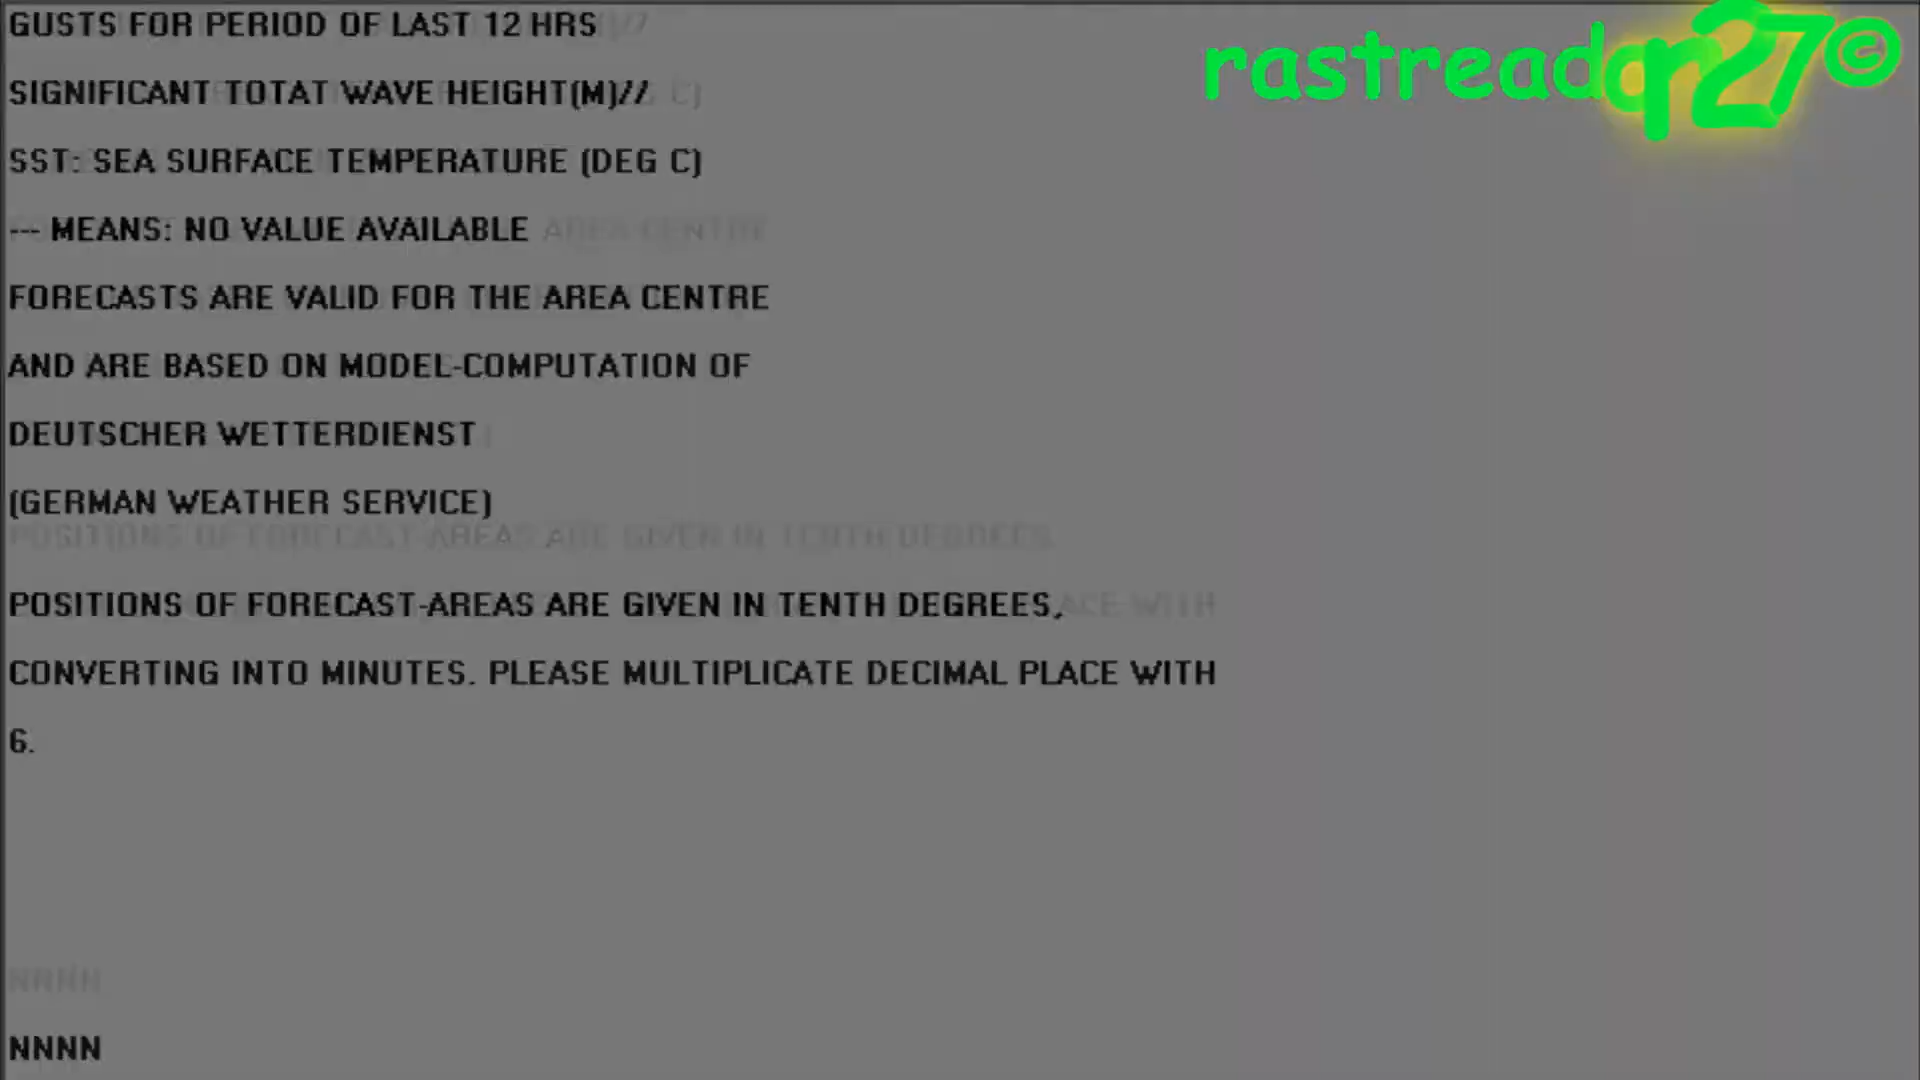 GUSTS FOR PERIOD OF LAST 12 HRS
rastreadqr27©
SIGNIFICANT TOTAT WAVE HEIGHT(M)//
SST: SEA SURFACE TEMPERATURE (DEG C)
-- MEANS: NO VALUE AVAILABLE
FORECASTS ARE VALID FOR THE AREA CENTRE
AND ARE BASED ON MODEL-COMPUTATION OF
DEUTSCHER WETTERDIENST
(GERMAN WEATHER SERVICE)
POSITIONS OF FORECAST-AREAS ARE GIVEN IN TENTH DEGREES,
CONVERTING INTO MINUTES. PLEASE MULTIPLICATE DECIMAL PLACE WITH
6.
NNNN